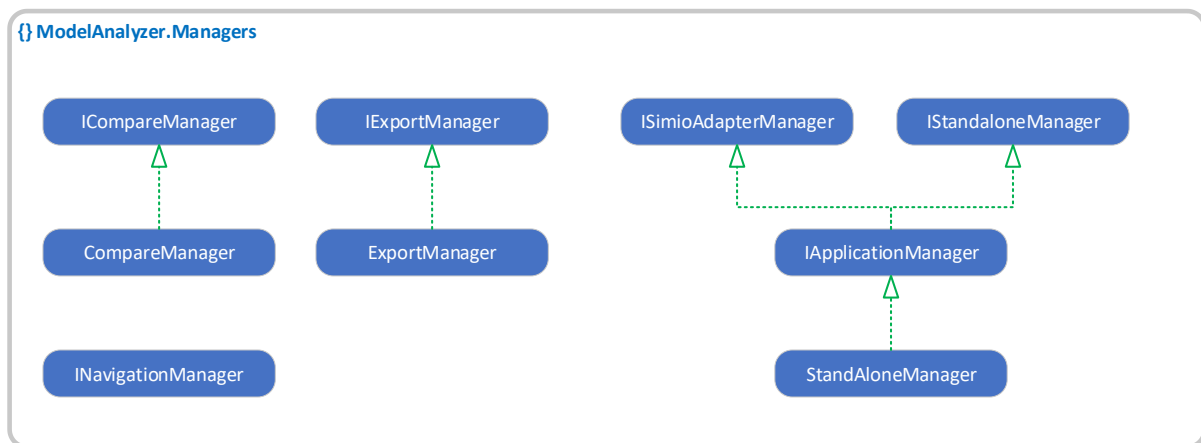 {} ModelAnalyzer.Managers
ICompareManager
IExportManager
ISimioAdapterManager
IStandaloneManager
CompareManager
ExportManager
IApplicationManager
INavigationManager
StandAloneManager